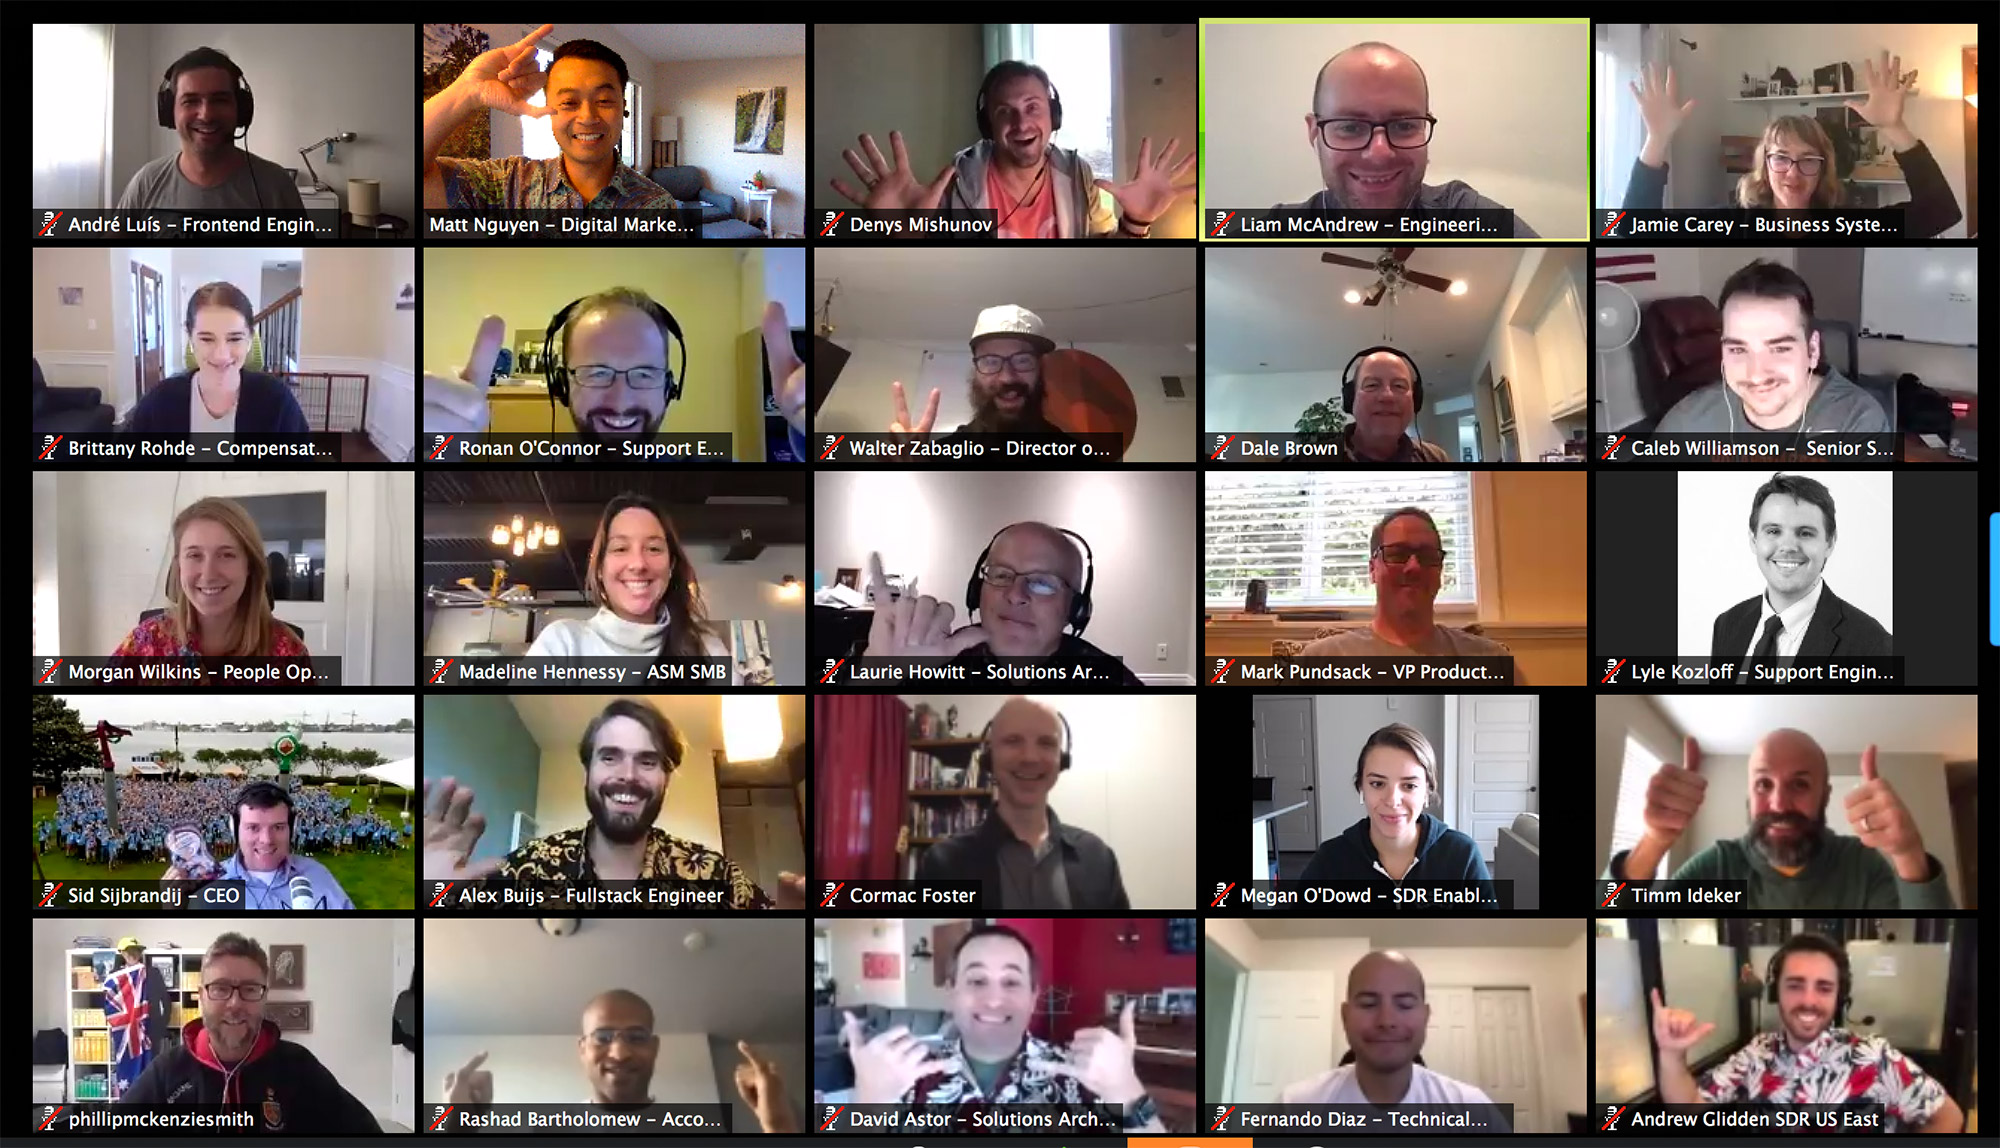 André Luís – Frontend Engin...
Matt Nguyen – Digital Marke...
Denys Mishunov
Liam McAndrew – Engineeri...
Jamie Carey – Business Syste...
Brittany Rohde – Compensat...
Ronan O'Connor – Support E...
Walter Zabaglio – Director o...
Dale Brown
Caleb Williamson –  Senior S...
Morgan Wilkins – People Op...
Madeline Hennessy – ASM SMB
Laurie Howitt – Solutions Ar...
Mark Pundsack – VP Product...
Lyle Kozloff – Support Engin...
Sid Sijbrandij – CEO
Alex Buijs – Fullstack Engineer
Cormac Foster
Megan O'Dowd – SDR Enabl...
Timm Ideker
phillipmckenziesmith
Rashad Bartholomew – Acco...
David Astor – Solutions Arch...
Fernando Diaz – Technical...
Andrew Glidden SDR US East